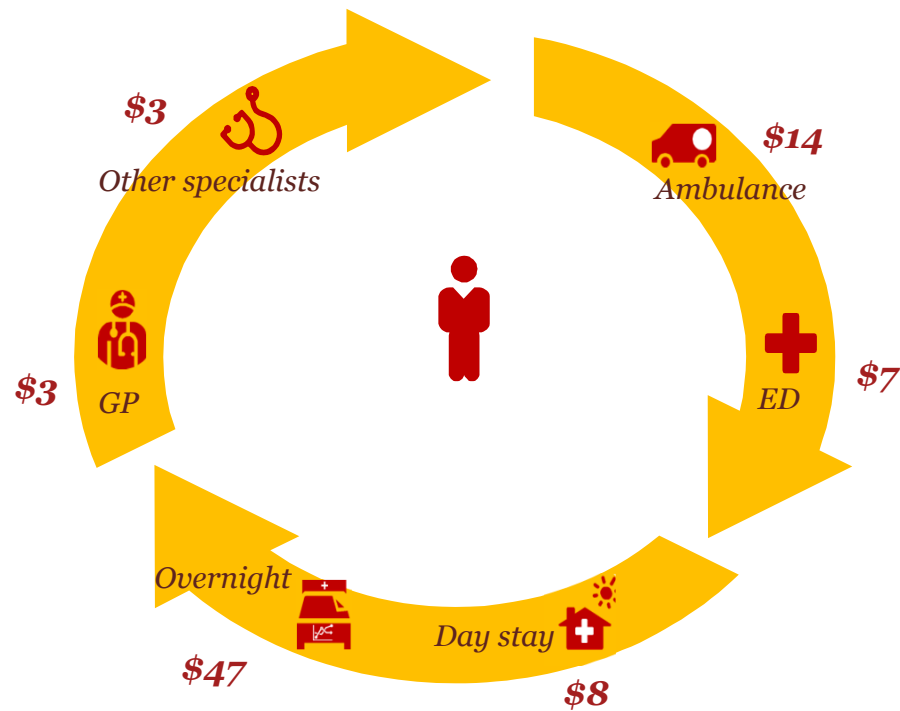 $3
Other specialists
$14
Ambulance
$3
GP
$7
ED
Overnight
$47
Day stay
$8